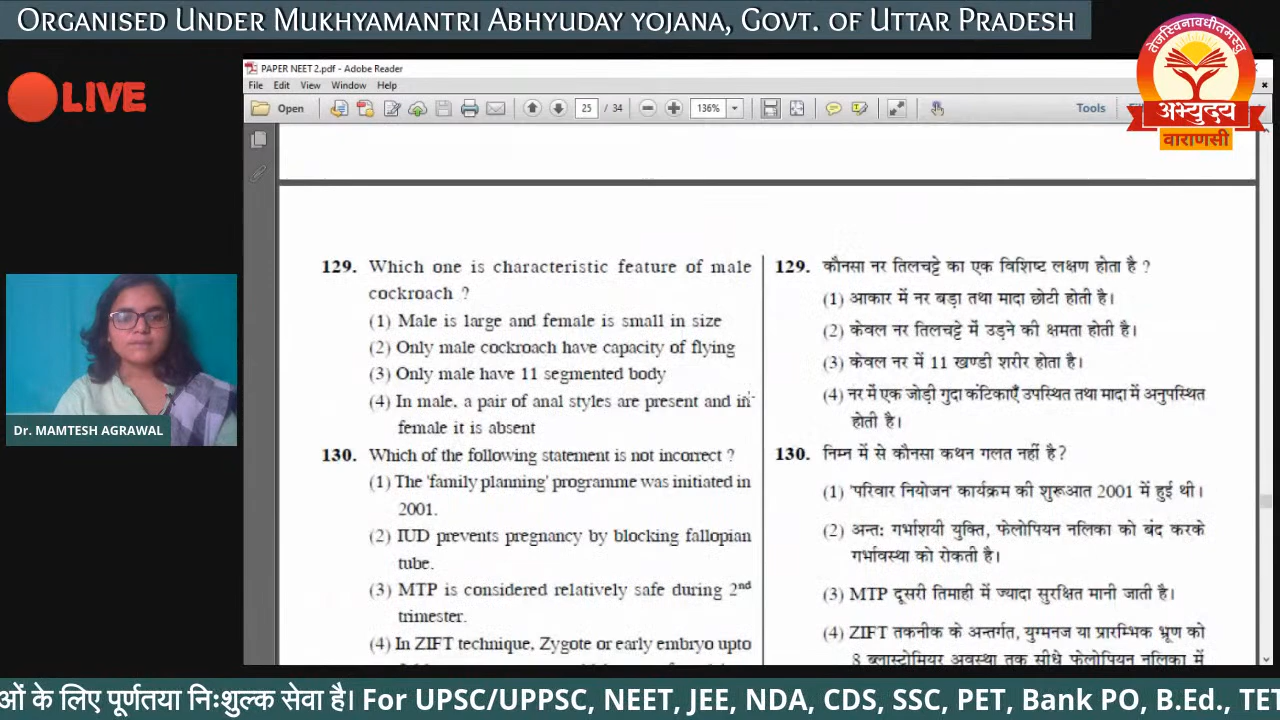 ORGANISED UNDER MUKHYAMANTRI ABHYUDAY YOJANA, GOVT. OF UTTAR PRADESH
तेजस्विनावधीतमस्तु
अभ्युदय
वाराणसी
LIVE
PAPER NEET 2.pdf - Adobe Reader
File Edit View Window Help
Open 25 / 34 136% Tools
129. Which one is characteristic feature of male
cockroach ?
(1) Male is large and female is small in size
(2) Only male cockroach have capacity of flying
(3) Only male have 11 segmented body
(4) In male, a pair of anal styles are present and in
female it is absent
130. Which of the following statement is not incorrect ?
(1) The 'family planning' programme was initiated in
2001.
(2) IUD prevents pregnancy by blocking fallopian
tube.
(3) MTP is considered relatively safe during 2nd
trimester.
(4) In ZIFT technique, Zygote or early embryo upto
129. कौनसा नर तिलचट्टे का एक विशिष्ट लक्षण होता है ?
(1) आकार में नर बड़ा तथा मादा छोटी होती है।
(2) केवल नर तिलचट्टे में उड़ने की क्षमता होती है।
(3) केवल नर में 11 खण्डी शरीर होता है।
(4) नर में एक जोड़ी गुदा कंटिकाएँ उपस्थित तथा मादा में अनुपस्थित
होती है।
130. निम्न में से कौनसा कथन गलत नहीं है?
(1) 'परिवार नियोजन' कार्यक्रम की शुरूआत 2001 में हुई थी।
(2) अन्त: गर्भाशयी युक्ति, फेलोपियन नलिका को बंद करके
गर्भावस्था को रोकती है।
(3) MTP दूसरी तिमाही में ज्यादा सुरक्षित मानी जाती है।
(4) ZIFT तकनीक के अन्तर्गत, युग्मनज या प्रारम्भिक भ्रूण को
8 ब्लास्टोमियर अवस्था तक सीधे फेलोपियन नलिका में
Dr. MAMTESH AGRAWAL
ओं के लिए पूर्णतया निःशुल्क सेवा है। For UPSC/UPPSC, NEET, JEE, NDA, CDS, SSC, PET, Bank PO, B.Ed., TET